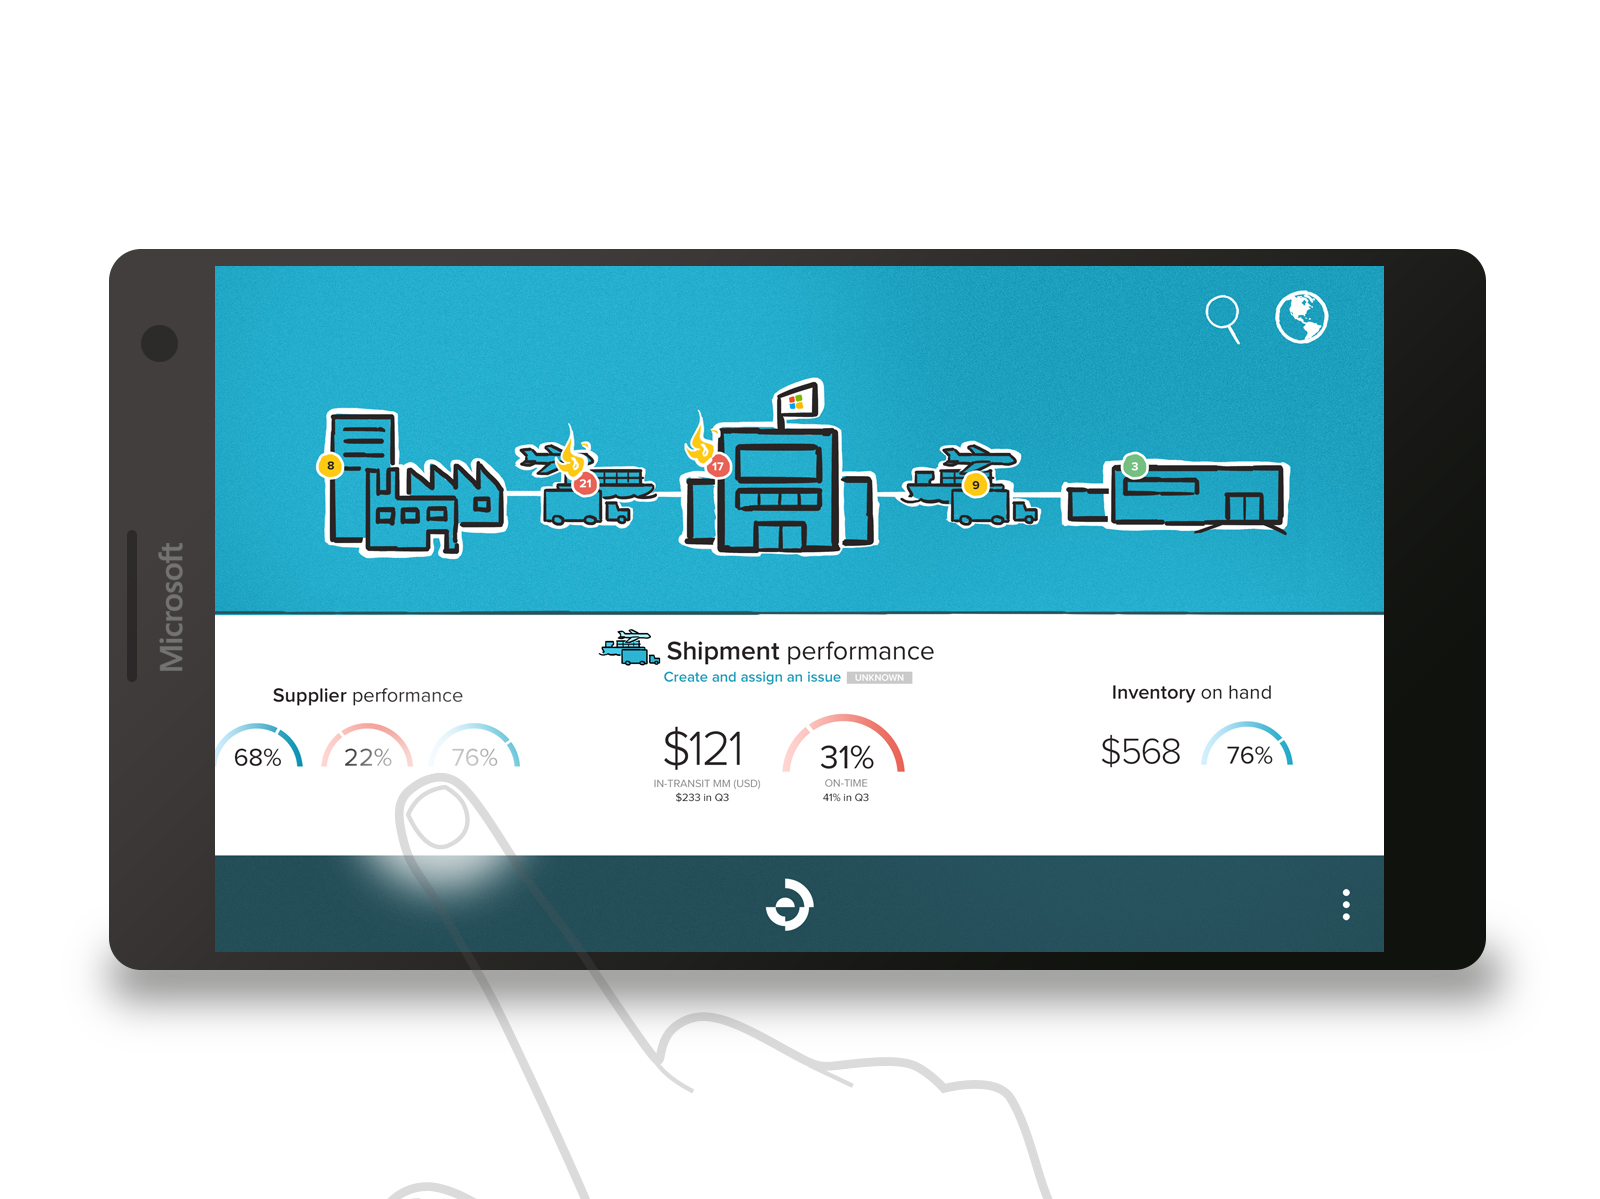 8
21
17
9
3
Microsoft
Shipment performance
Create and assign an issue UNKNOWN
Supplier performance
68%
22%
76%
$121
IN-TRANSIT MM (USD)
$233 in Q3
31%
ON-TIME
41% in Q3
Inventory on hand
$568
76%